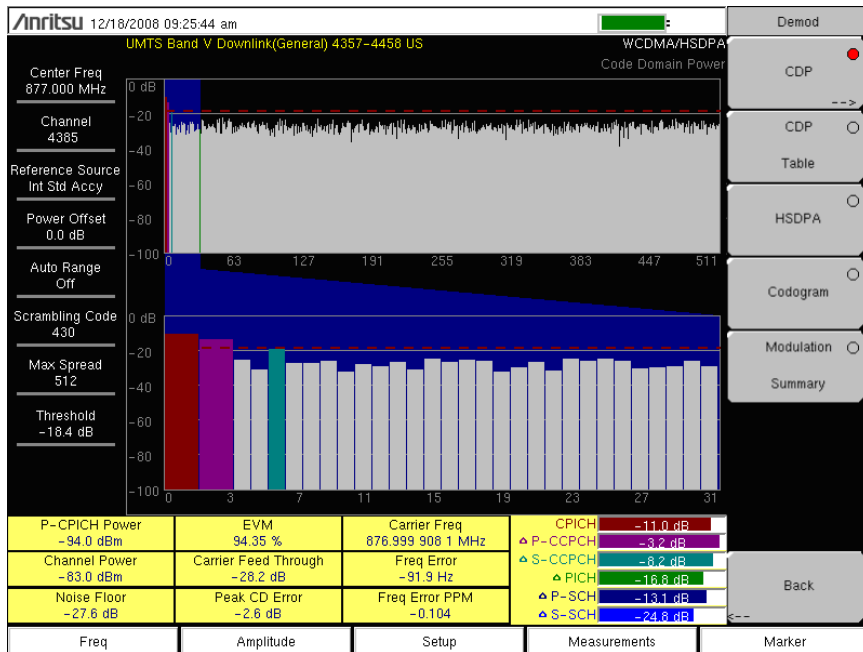 Anritsu 12/18/2008 09:25:44 am
UMTS Band V Downlink(General) 4357-4458 US
WCDMA/HSDPA
Code Domain Power
Center Freq
877.000 MHz
Channel
4385
Reference Source
Int Std Accy
Power Offset
0.0 dB
Auto Range
Off
Scrambling Code
430
Max Spread
512
Threshold
-18.4 dB
0 dB
-20
-40
-60
-80
-100
0 63 127 191 255 319 383 447 511
0 dB
-20
-40
-60
-80
-100
0 3 7 11 15 19 23 27 31
P-CPICH Power
-94.0 dBm
EVM
94.35 %
Carrier Freq
876.999 908 1 MHz
Channel Power
-83.0 dBm
Carrier Feed Through
-28.2 dB
Freq Error
-91.9 Hz
Noise Floor
-27.6 dB
Peak CD Error
-2.6 dB
Freq Error PPM
-0.104
CPICH -11.0 dB
P-CCPCH -3.2 dB
S-CCPCH -8.2 dB
PICH -16.8 dB
P-SCH -13.1 dB
S-SCH -24.8 dB
Demod
CDP
-->
CDP
Table
HSDPA
Codogram
Modulation
Summary
Back
<--
Freq
Amplitude
Setup
Measurements
Marker